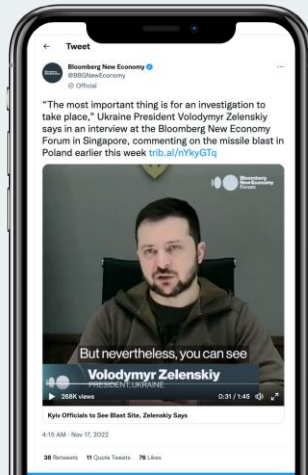 Tweet
Bloomberg New Economy
@BBGNewEconomy
Official
“The most important thing is for an investigation to
take place,” Ukraine President Volodymyr Zelenskiy
says in an interview at the Bloomberg New Economy
Forum in Singapore, commenting on the missile blast in
Poland earlier this week trib.al/nYkyGTq
Bloomberg
New Economy
Forum
But nevertheless, you can see
Volodymyr Zelenskiy
PRESIDENT, UKRAINE
268K views
0:31 / 1:45
Kyiv Officials to See Blast Site, Zelenskiy Says
4:15 AM · Nov 17, 2022
38 Retweets 11 Quote Tweets 78 Likes